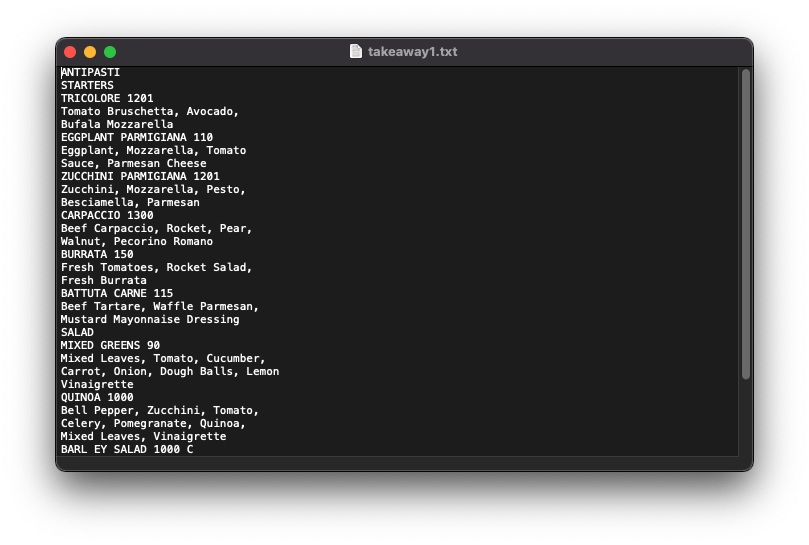 takeaway1.txt
ANTIPASTI
STARTERS
TRICOLORE 1201
Tomato Bruschetta, Avocado,
Bufala Mozzarella
EGGPLANT PARMIGIANA 110
Eggplant, Mozzarella, Tomato
Sauce, Parmesan Cheese
ZUCCHINI PARMIGIANA 1201
Zucchini, Mozzarella, Pesto,
Besciamella, Parmesan
CARPACCIO 1300
Beef Carpaccio, Rocket, Pear,
Walnut, Pecorino Romano
BURRATA 150
Fresh Tomatoes, Rocket Salad,
Fresh Burrata
BATTUTA CARNE 115
Beef Tartare, Waffle Parmesan,
Mustard Mayonnaise Dressing
SALAD
MIXED GREENS 90
Mixed Leaves, Tomato, Cucumber,
Carrot, Onion, Dough Balls, Lemon
Vinaigrette
QUINOA 1000
Bell Pepper, Zucchini, Tomato,
Celery, Pomegranate, Quinoa,
Mixed Leaves, Vinaigrette
BARL EY SALAD 1000 C